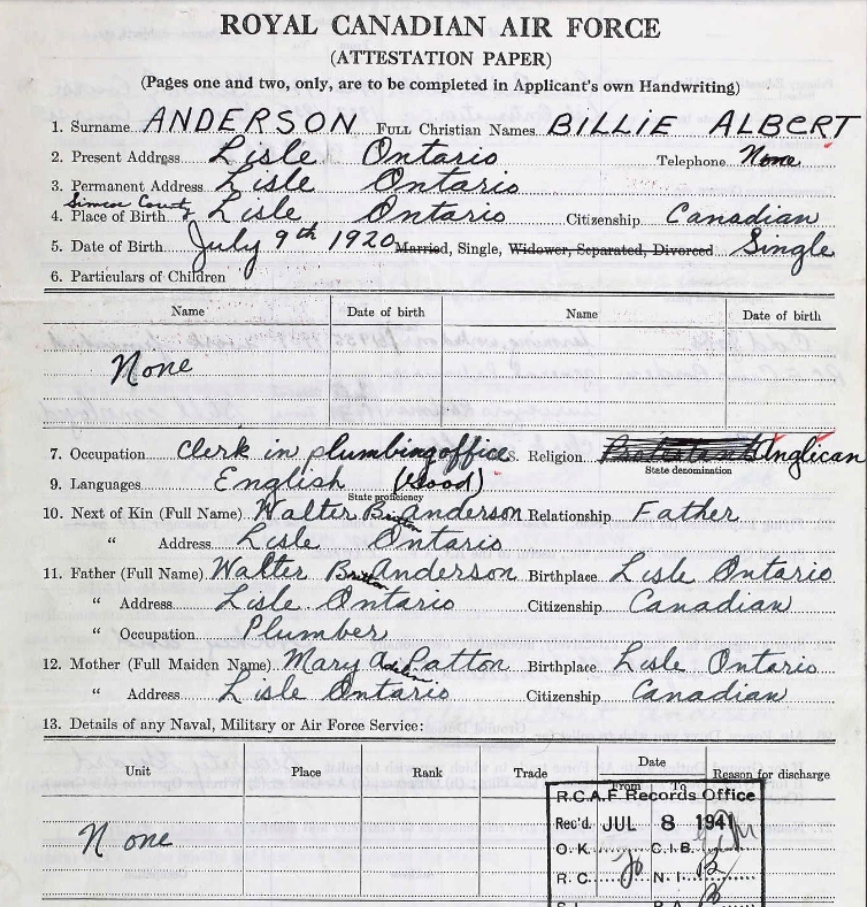 ROYAL CANADIAN AIR FORCE
(ATTESTATION PAPER)
(Pages one and two, only, are to be completed in Applicant's own Handwriting)
1. Surname ANDERSON FULL Christian Names BILLIE ALBERT
2. Present Address Lisle Ontario Telephone None
3. Permanent Address Lisle Ontario
Simcoe County
4. Place of Birth Lisle Ontario Citizenship Canadian
5. Date of Birth July 9th 1920 Married, Single, Widower, Separated, Divorced Single
6. Particulars of Children
Name Date of birth Name Date of birth
None
7. Occupation Clerk in plumbing office 8. Religion Protestant Anglican
State denomination
9. Languages English (Good)
State proficiency
10. Next of Kin (Full Name) Walter Britton Anderson Relationship Father
" Address Lisle Ontario
11. Father (Full Name) Walter Britton Anderson Birthplace Lisle Ontario
" Address Lisle Ontario Citizenship Canadian
" Occupation Plumber
12. Mother (Full Maiden Name) Mary Patton Birthplace Lisle Ontario
" Address Lisle Ontario Citizenship Canadian
13. Details of any Naval, Military or Air Force Service:
Unit Place Rank Trade Date From To Reason for discharge
None
R.C.A.F. Records Office
Rec'd. JUL 8 1941
O.K. C.I.B.
R.C. N.I. B